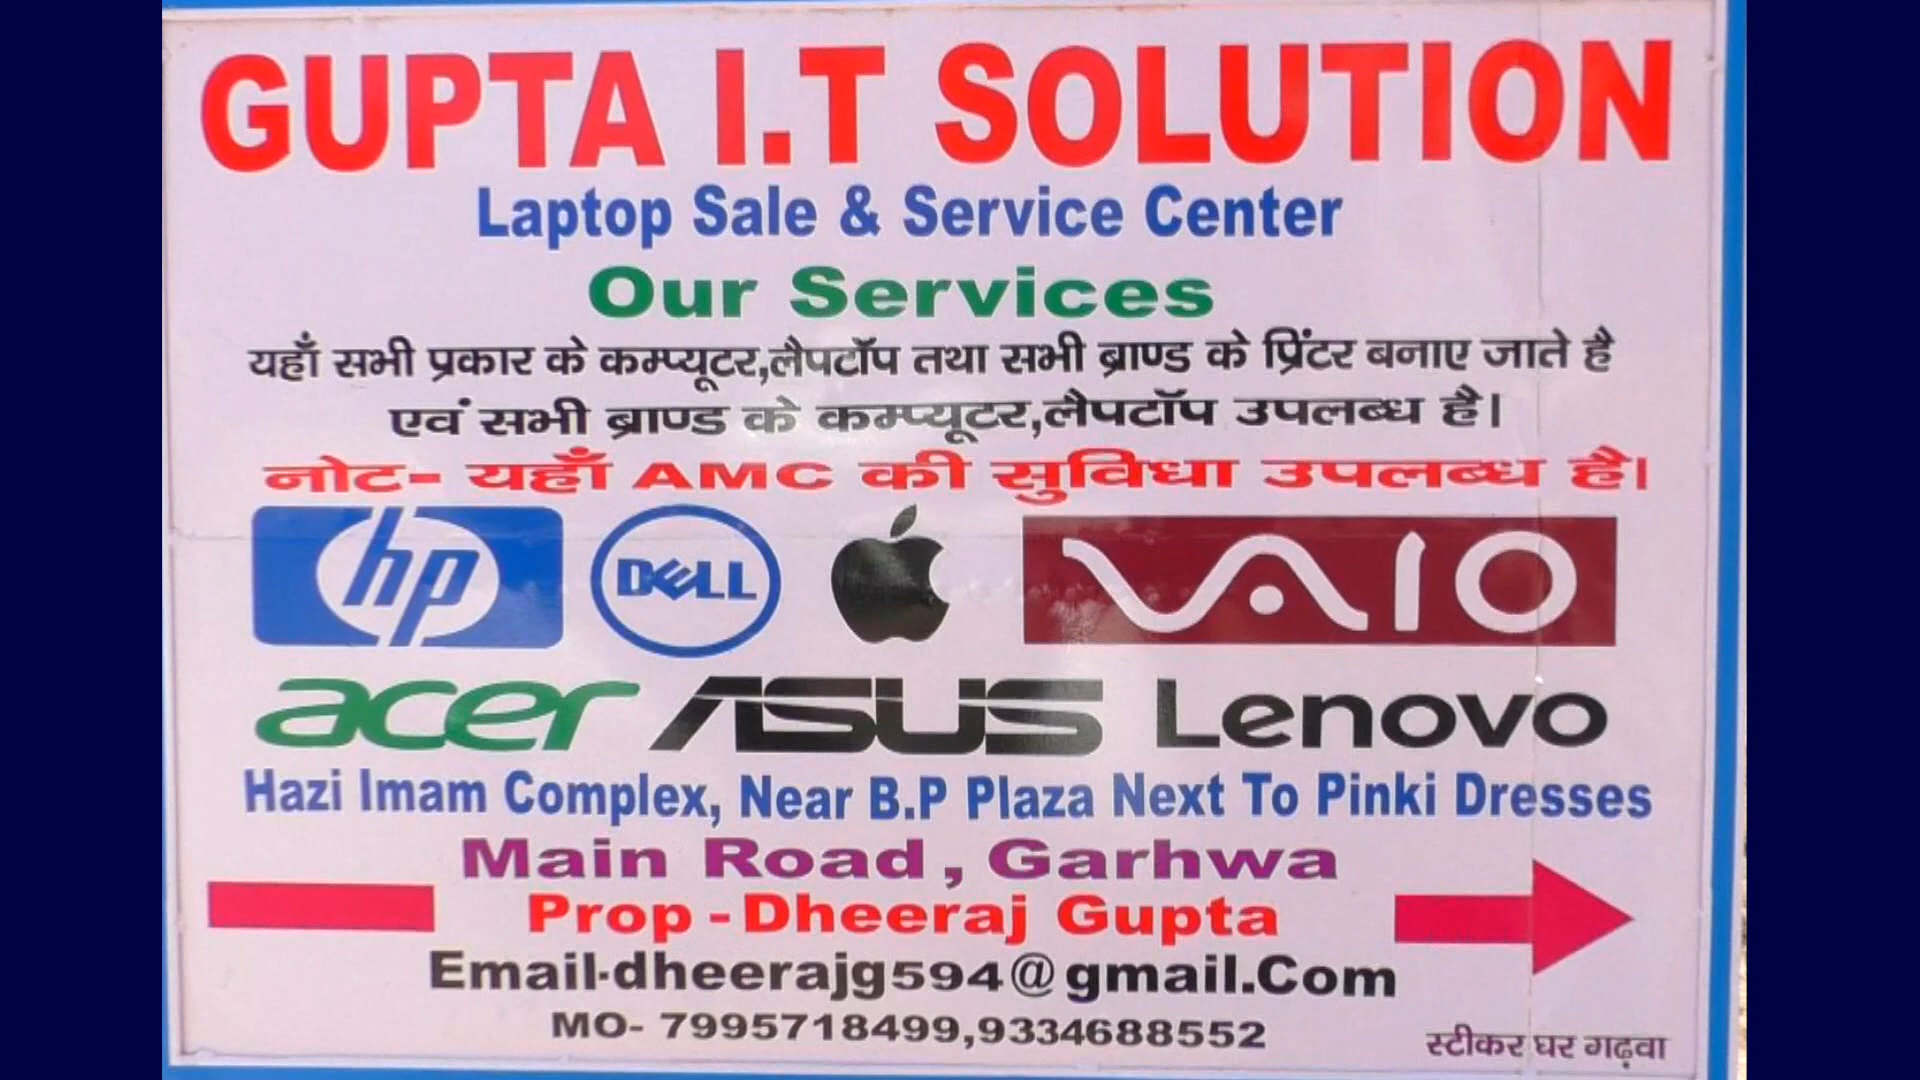 GUPTA I.T SOLUTION
Laptop Sale & Service Center
Our Services
यहाँ सभी प्रकार के कम्प्यूटर,लैपटॉप तथा सभी ब्राण्ड के प्रिंटर बनाए जाते है
एवं सभी ब्राण्ड के कम्प्यूटर,लैपटॉप उपलब्ध है।
नोट- यहाँ AMC की सुविधा उपलब्ध है।
hp DELL VAIO
acer ASUS Lenovo
Hazi Imam Complex, Near B.P Plaza Next To Pinki Dresses
Main Road , Garhwa
Prop - Dheeraj Gupta
Email-dheerajg594@gmail.Com
MO- 7995718499,9334688552
स्टीकर घर गढ़वा